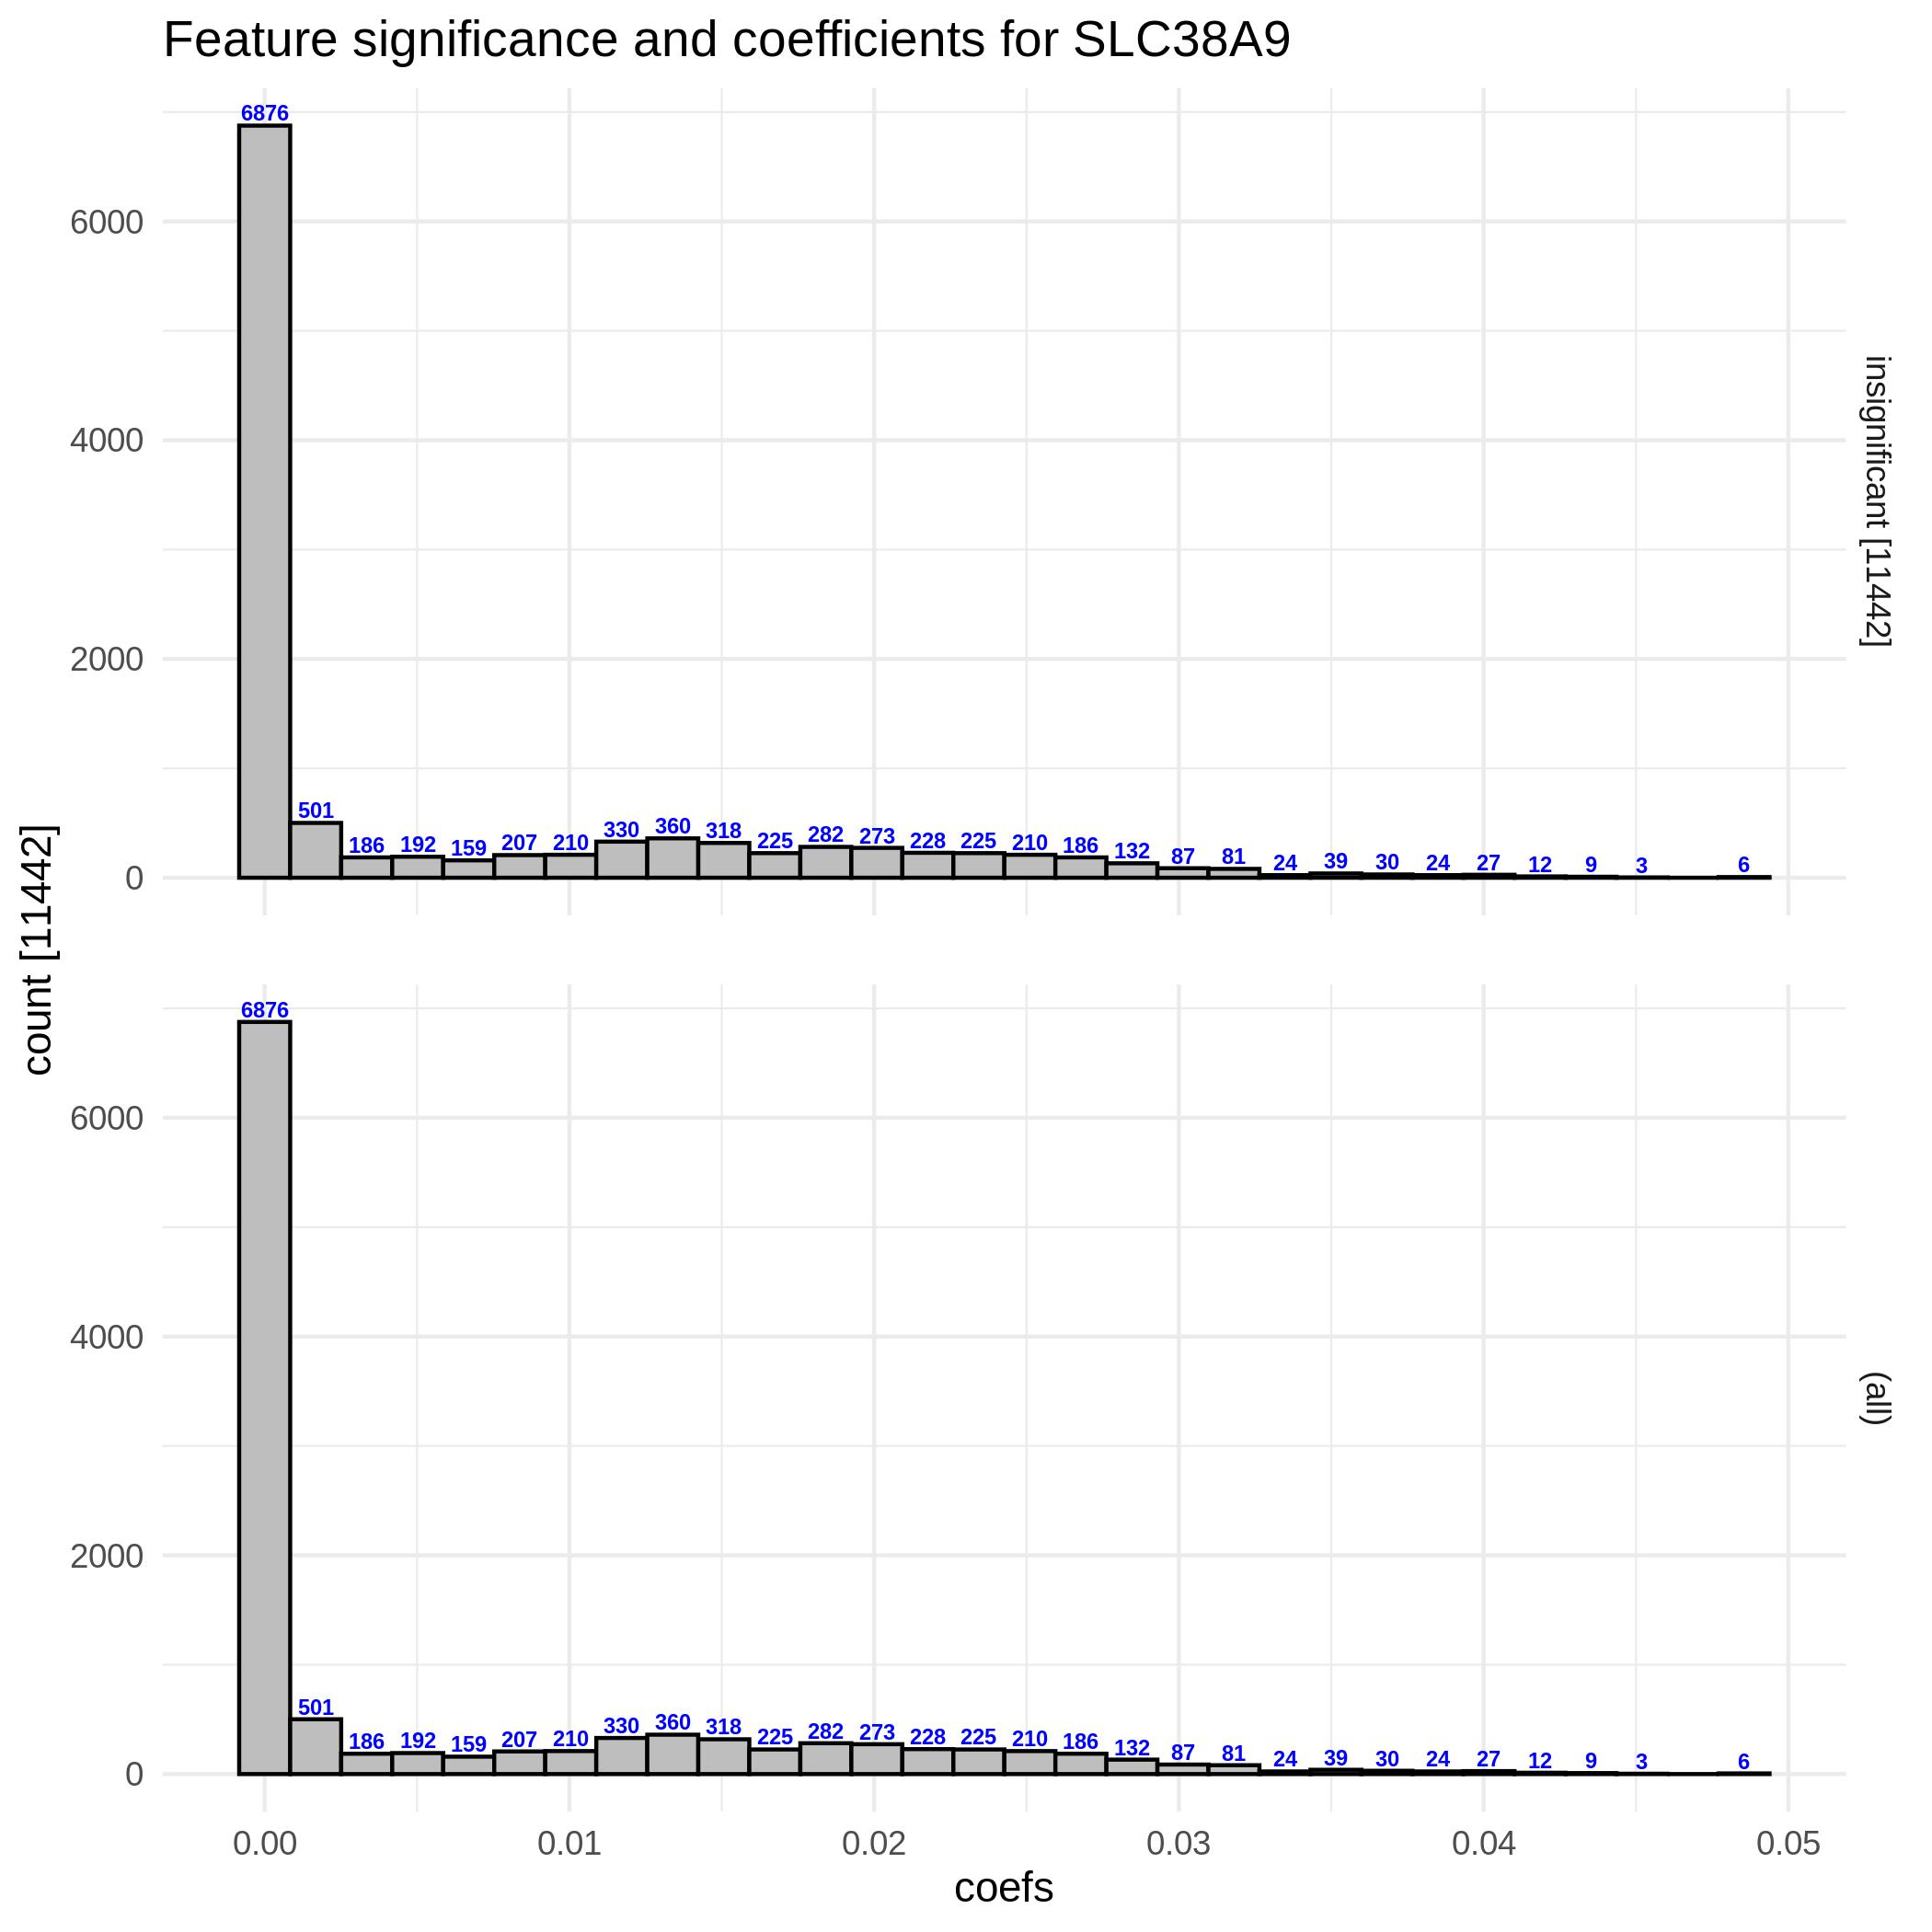 Feature significance and coefficients for SLC38A9
6876
6000
4000
2000
0
501
186 192 159 207 210 330 360 318 225 282 273 228 225 210 186 132 87 81 24 39 30 24 27 12 9 3 6
insignificant [11442]
count [11442]
6876
6000
4000
2000
0
501
186 192 159 207 210 330 360 318 225 282 273 228 225 210 186 132 87 81 24 39 30 24 27 12 9 3 6
(all)
0.00 0.01 0.02 0.03 0.04 0.05
coefs